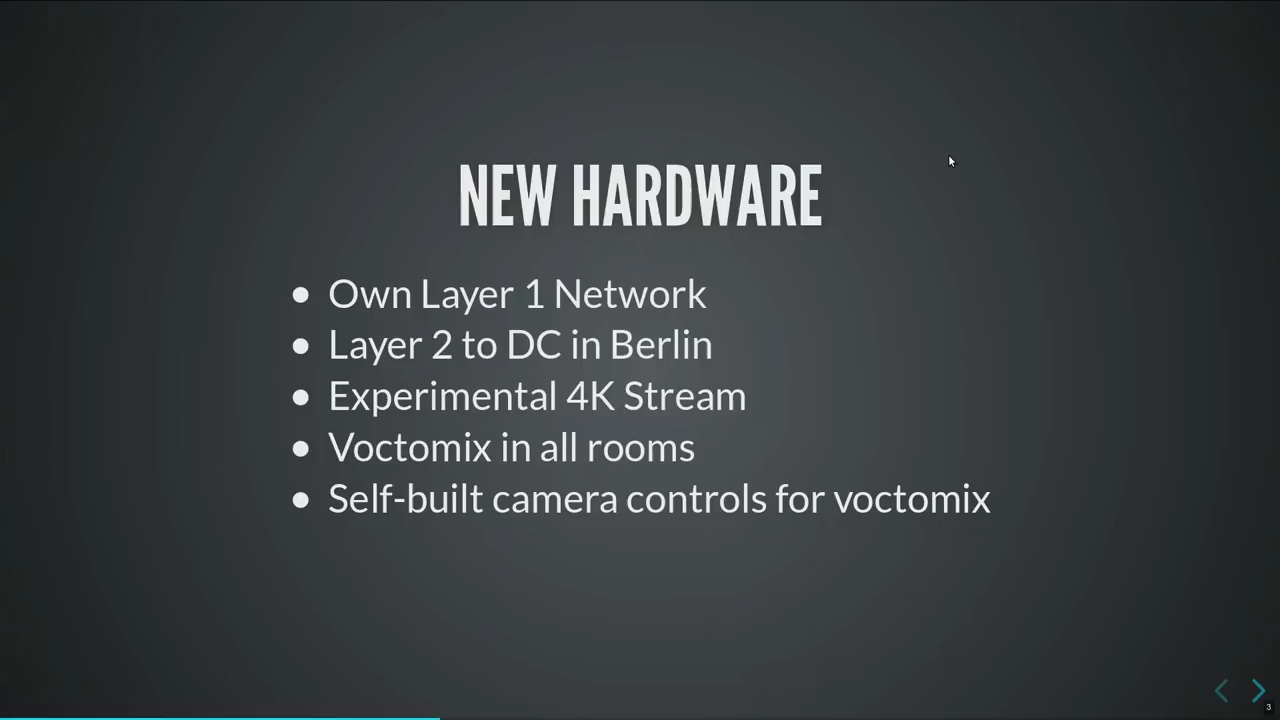 NEW HARDWARE
• Own Layer 1 Network
• Layer 2 to DC in Berlin
• Experimental 4K Stream
• Voctomix in all rooms
• Self-built camera controls for voctomix
3